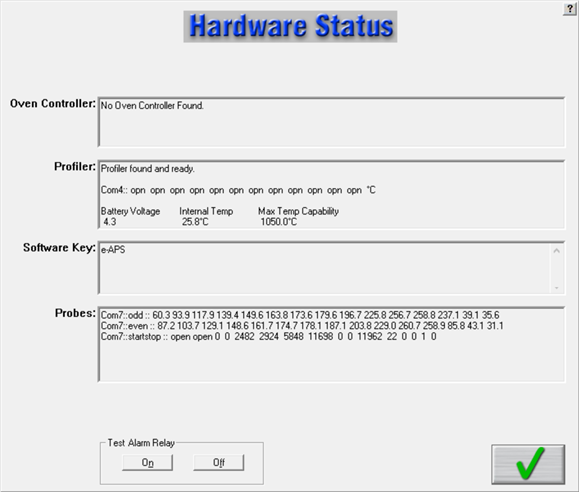 ?
Hardware Status
Oven Controller: No Oven Controller Found.
Profiler: Profiler found and ready.
Com4:: opn opn opn opn opn opn opn opn opn opn opn opn °C
Battery Voltage Internal Temp Max Temp Capability
4.3 25.8°C 1050.0°C
Software Key: e-APS
Probes: Com7::odd :: 60.3 93.9 117.9 139.4 149.6 163.8 173.6 179.6 196.7 225.8 256.7 258.8 237.1 39.1 35.6
Com7::even :: 87.2 103.7 129.1 148.6 161.7 174.7 178.1 187.1 203.8 229.0 260.7 258.9 85.8 43.1 31.1
Com7::startstop :: open open 0 0 2482 2924 5848 11698 0 0 11962 22 0 0 1 0
Test Alarm Relay
On Off